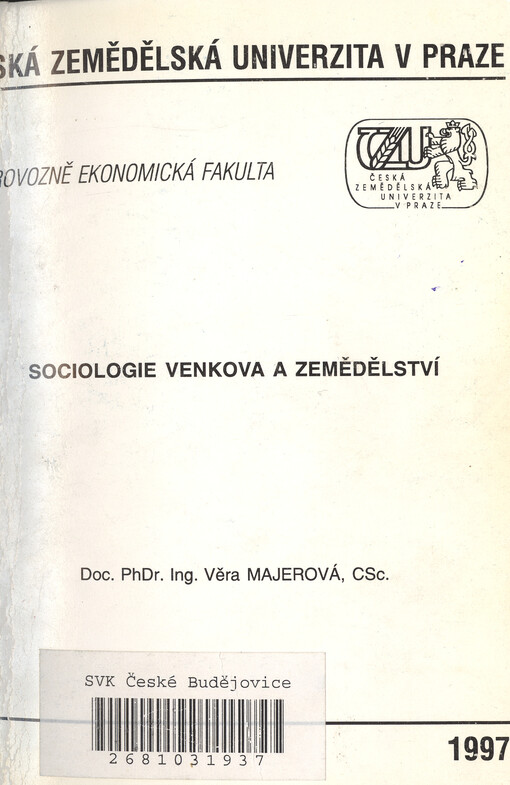 SKÁ ZEMĚDĚLSKÁ UNIVERZITA V PRAZE
ROVOZNĚ EKONOMICKÁ FAKULTA
ČZU
ČESKÁ
ZEMĚDĚLSKÁ
UNIVERZITA
V PRAZE
SOCIOLOGIE VENKOVA A ZEMĚDĚLSTVÍ
Doc. PhDr. Ing. Věra MAJEROVÁ, CSc.
SVK České Budějovice
2681031937
1997